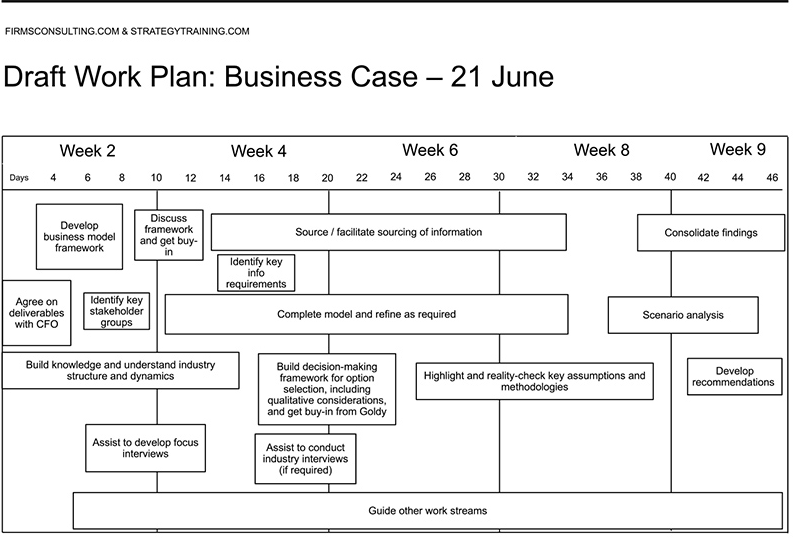 FIRMSCONSULTING.COM & STRATEGYTRAINING.COM
Draft Work Plan: Business Case – 21 June
Week 2 Week 4 Week 6 Week 8 Week 9
Days 4 6 8 10 12 14 16 18 20 22 24 26 28 30 32 34 36 38 40 42 44 46
Develop
business model
framework
Discuss
framework
and get buy-
in
Source / facilitate sourcing of information
Consolidate findings
Identify key
info
requirements
Agree on
deliverables
with CFO
Identify key
stakeholder
groups
Complete model and refine as required
Scenario analysis
Build knowledge and understand industry
structure and dynamics
Build decision-making
framework for option
selection, including
qualitative considerations,
and get buy-in from Goldy
Highlight and reality-check key assumptions and
methodologies
Develop
recommendations
Assist to develop focus
interviews
Assist to conduct
industry interviews
(if required)
Guide other work streams